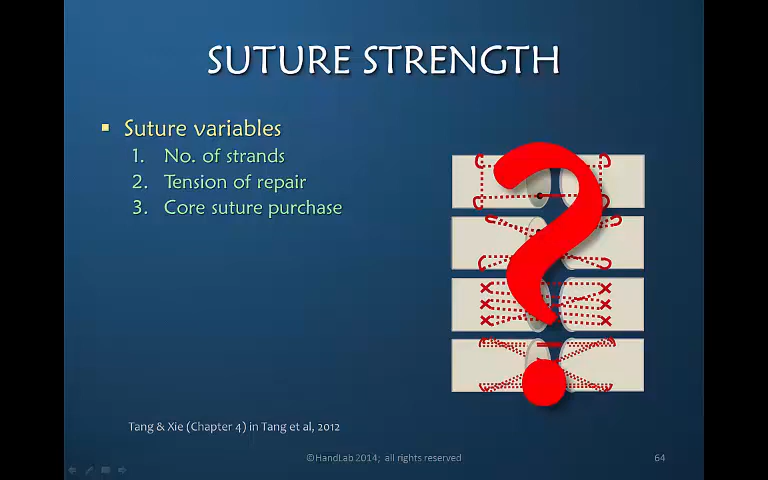 SUTURE STRENGTH
▪ Suture variables
1. No. of strands
2. Tension of repair
3. Core suture purchase
?
Tang & Xie (Chapter 4) in Tang et al, 2012
©HandLab 2014; all rights reserved
64